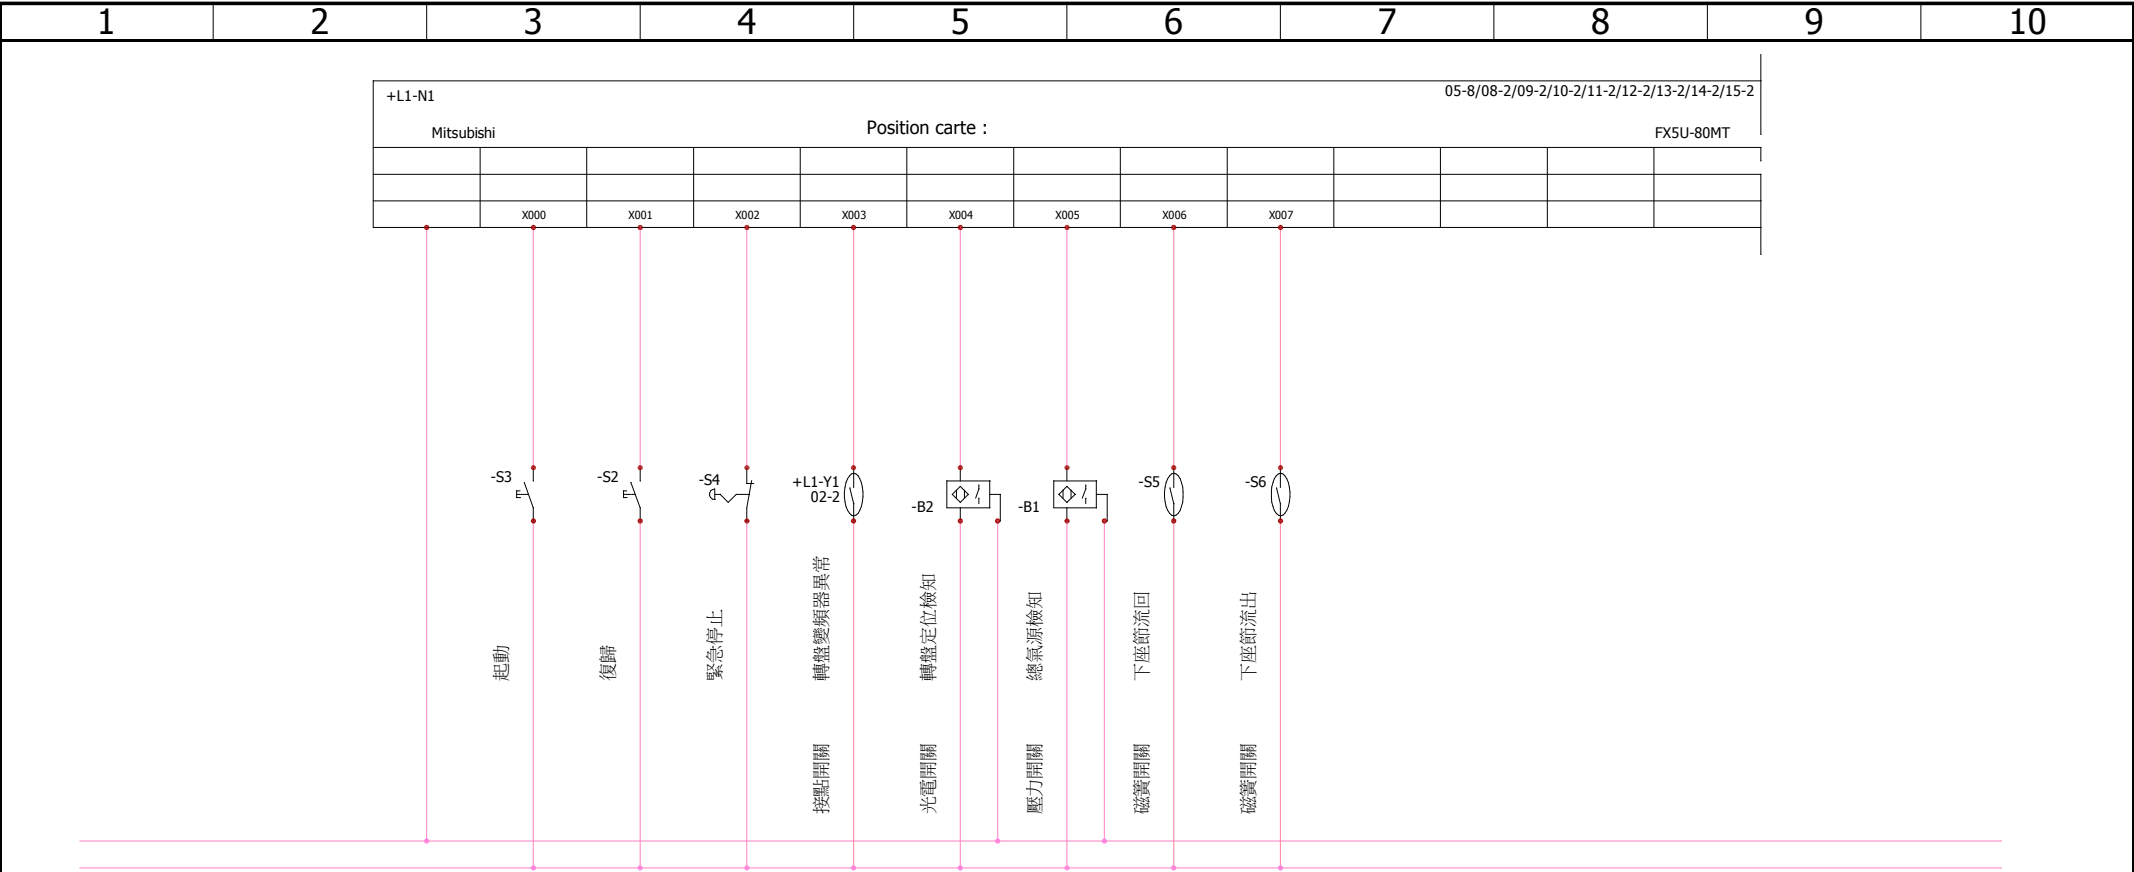 1 2 3 4 5 6 7 8 9 10
+L1-N1 05-8/08-2/09-2/10-2/11-2/12-2/13-2/14-2/15-2
Mitsubishi Position carte : FX5U-80MT
X000 X001 X002 X003 X004 X005 X006 X007
-S3
-S2
-S4
+L1-Y1
02-2
-B2
-B1
-S5
-S6
起動
復歸
緊急停止
轉盤變頻器異常
轉盤定位檢知
總氣源檢知
下座節流回
下座節流出
接點開關
光電開關
壓力開關
磁簧開關
磁簧開關